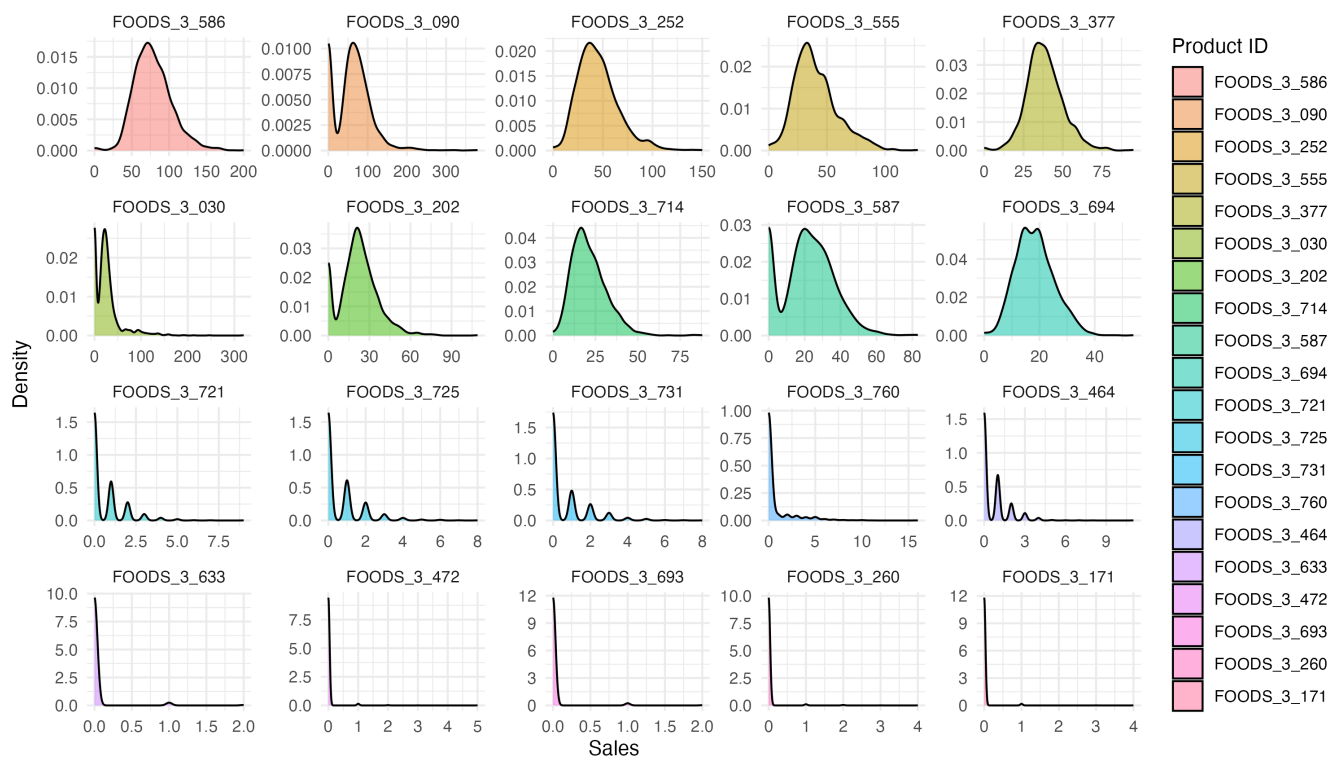 FOODS_3_586 FOODS_3_090 FOODS_3_252 FOODS_3_555 FOODS_3_377
0.015 0.010 0.005 0.000
0 50 100 150 200
0.0100 0.0075 0.0050 0.0025 0.0000
0 100 200 300
0.020 0.015 0.010 0.005 0.000
0 50 100 150
0.02 0.01 0.00
0 50 100
0.03 0.02 0.01 0.00
0 25 50 75
FOODS_3_030 FOODS_3_202 FOODS_3_714 FOODS_3_587 FOODS_3_694
0.02 0.01 0.00
0 100 200 300
0.03 0.02 0.01 0.00
0 30 60 90
0.04 0.03 0.02 0.01 0.00
0 25 50 75
0.03 0.02 0.01 0.00
0 20 40 60 80
0.04 0.02 0.00
0 20 40
FOODS_3_721 FOODS_3_725 FOODS_3_731 FOODS_3_760 FOODS_3_464
1.5 1.0 0.5 0.0
0.0 2.5 5.0 7.5
1.5 1.0 0.5 0.0
0 2 4 6 8
1.5 1.0 0.5 0.0
0 2 4 6 8
1.00 0.75 0.50 0.25 0.00
0 5 10 15
1.5 1.0 0.5 0.0
0 3 6 9
FOODS_3_633 FOODS_3_472 FOODS_3_693 FOODS_3_260 FOODS_3_171
10.0 7.5 5.0 2.5 0.0
0.0 0.5 1.0 1.5 2.0
7.5 5.0 2.5 0.0
0 1 2 3 4 5
12 9 6 3 0
0.0 0.5 1.0 1.5 2.0
10.0 7.5 5.0 2.5 0.0
0 1 2 3 4
12 9 6 3 0
0 1 2 3 4
Density
Sales
Product ID
FOODS_3_586
FOODS_3_090
FOODS_3_252
FOODS_3_555
FOODS_3_377
FOODS_3_030
FOODS_3_202
FOODS_3_714
FOODS_3_587
FOODS_3_694
FOODS_3_721
FOODS_3_725
FOODS_3_731
FOODS_3_760
FOODS_3_464
FOODS_3_633
FOODS_3_472
FOODS_3_693
FOODS_3_260
FOODS_3_171